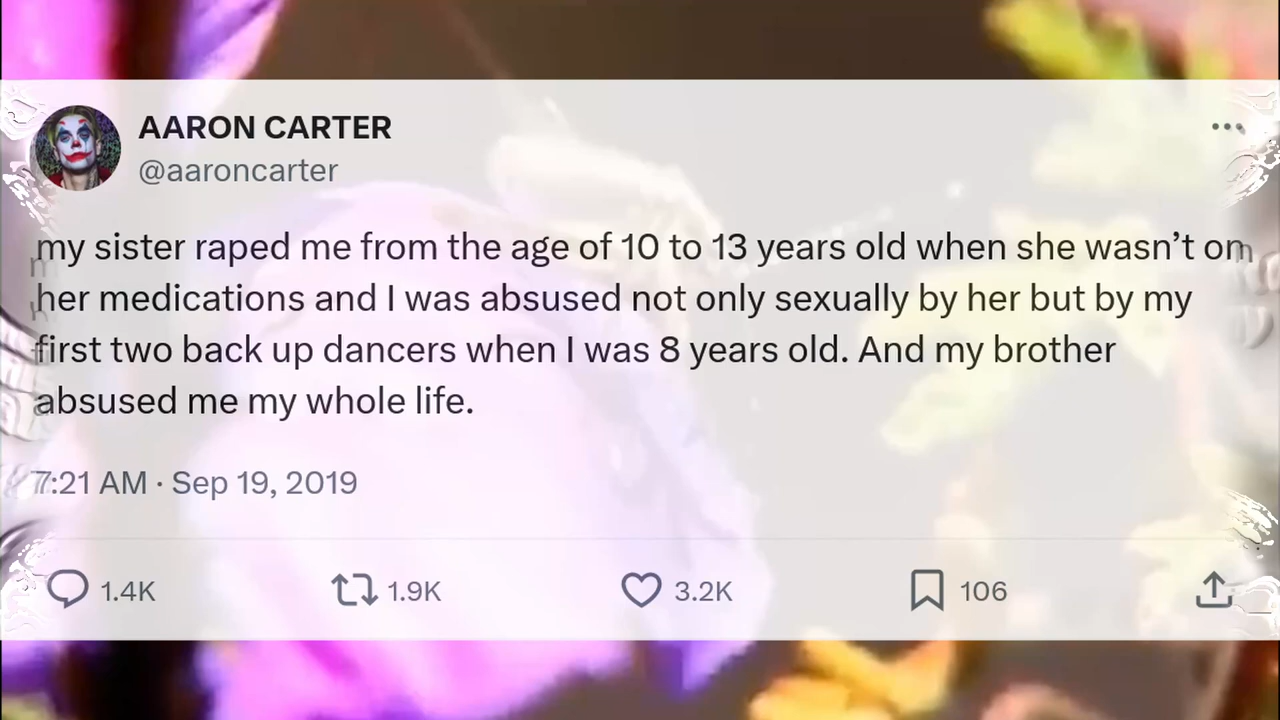 AARON CARTER
@aaroncarter
my sister raped me from the age of 10 to 13 years old when she wasn’t on
her medications and I was absused not only sexually by her but by my
first two back up dancers when I was 8 years old. And my brother
absused me my whole life.
7:21 AM · Sep 19, 2019
1.4K 1.9K 3.2K 106